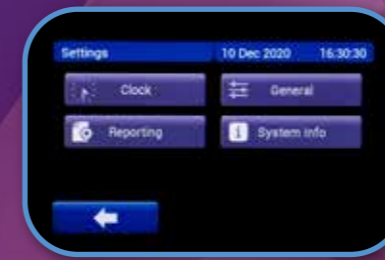 Settings 10 Dec 2020 16:30:30
Clock General
Reporting System info